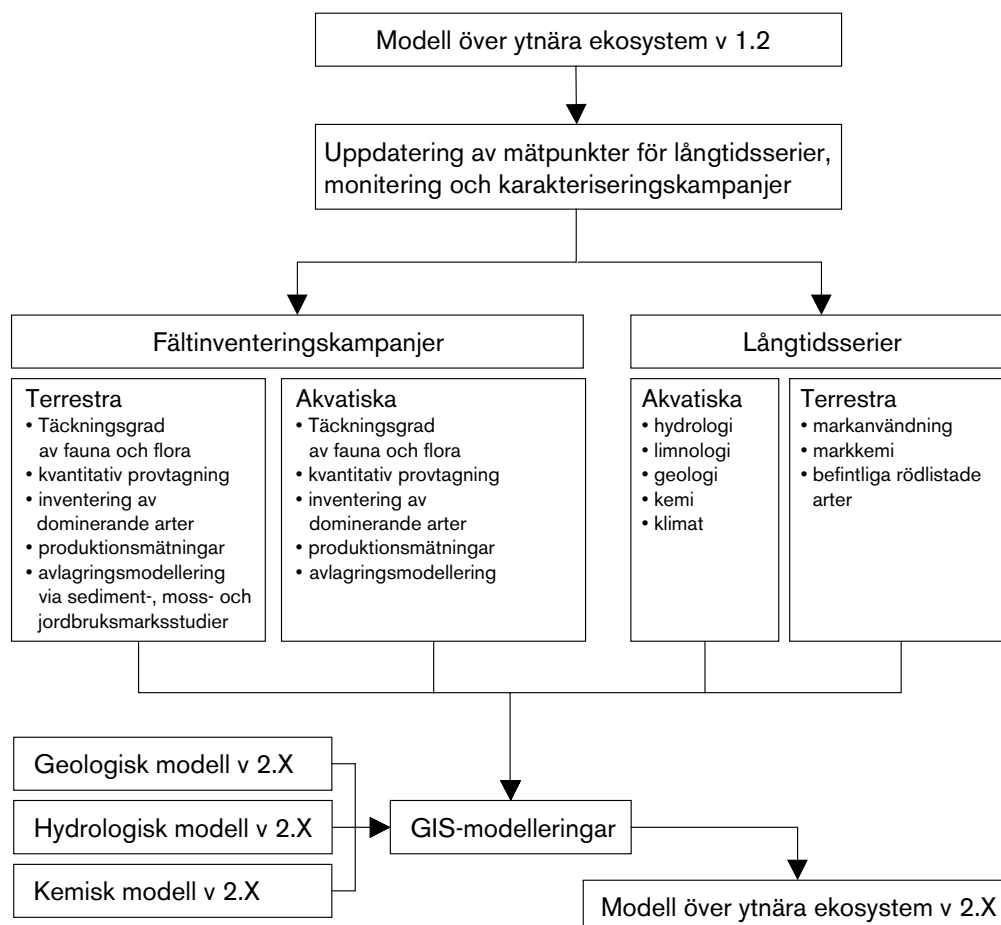 Modell över ytnära ekosystem v 1.2
Uppdatering av mätpunkter för långtidsserier,
monitering och karakteriseringskampanjer
Fältinventeringskampanjer
Terrestra
• Täckningsgrad
av fauna och flora
• kvantitativ provtagning
• inventering av
dominerande arter
• produktionsmätningar
• avlagringsmodellering
via sediment-, moss- och
jordbruksmarksstudier
Akvatiska
• Täckningsgrad
av fauna och flora
• kvantitativ provtagning
• inventering av
dominerande arter
• produktionsmätningar
• avlagringsmodellering
Långtidsserier
Akvatiska
• hydrologi
• limnologi
• geologi
• kemi
• klimat
Terrestra
• markanvändning
• markkemi
• befintliga rödlistade
arter
Geologisk modell v 2.X
Hydrologisk modell v 2.X
Kemisk modell v 2.X
GIS-modelleringar
Modell över ytnära ekosystem v 2.X